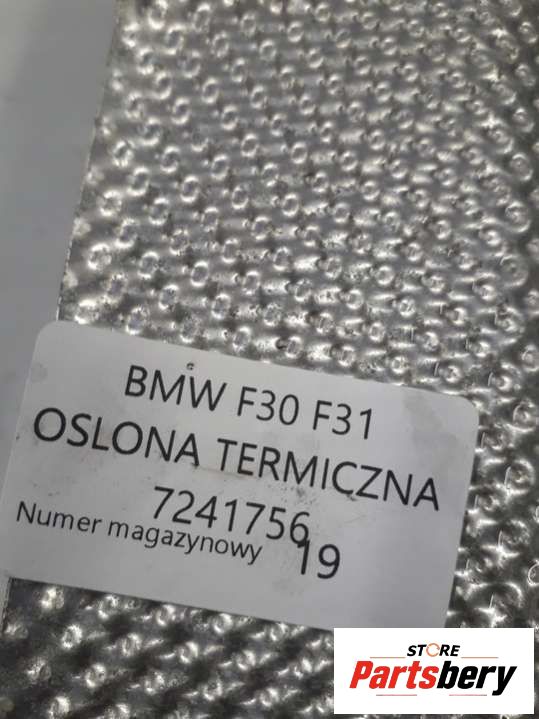 BMW F30 F31
OSLONA TERMICZNA
7241756
Numer magazynowy 19
STORE
Partsbery